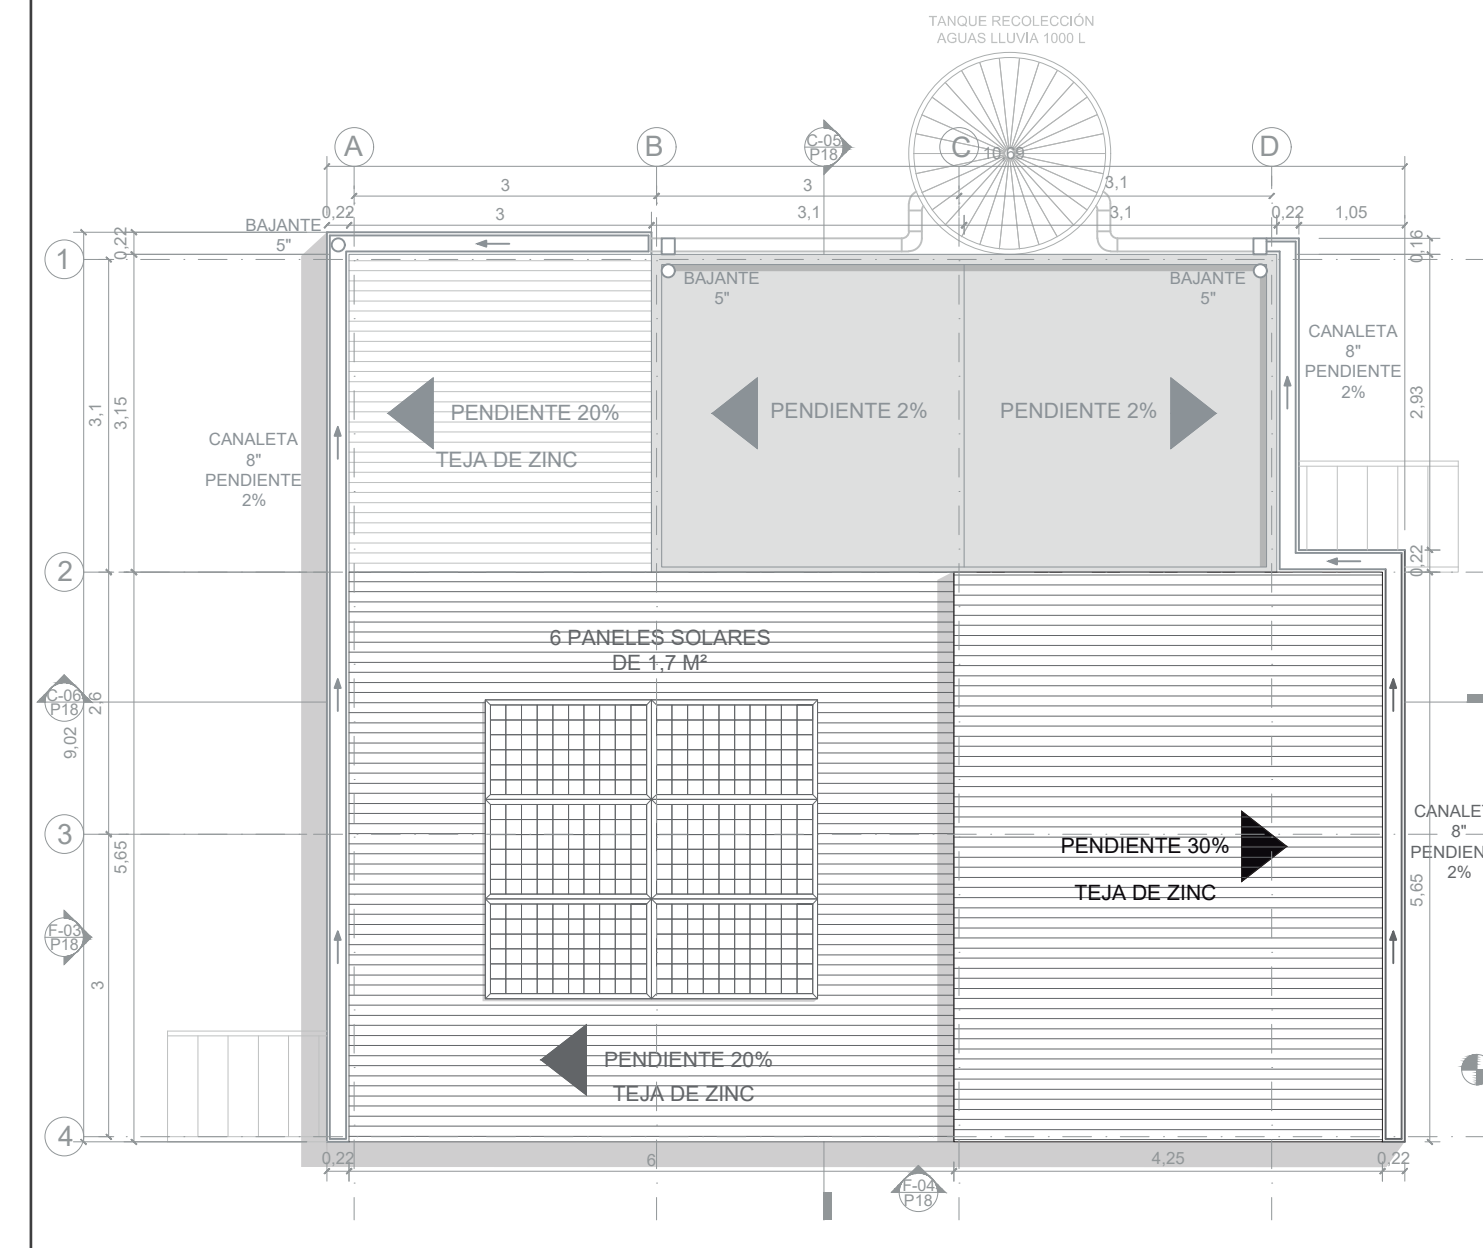 TANQUE RECOLECCIÓN
AGUAS LLUVÍA 1000 L
A
B
C-05
P18
C
10,69
D
3
3
3,1
0,22
3
3,1
3,1
0,22
1,05
BAJANTE
5"
1
0,22
0,16
BAJANTE
5"
BAJANTE
5"
CANALETA
8"
PENDIENTE
2%
3,1
3,15
2,93
PENDIENTE 20%
TEJA DE ZINC
PENDIENTE 2%
PENDIENTE 2%
CANALETA
8"
PENDIENTE
2%
2
0,22
6 PANELES SOLARES
DE 1,7 M²
C-06
P18
2,6
9,02
3
5,65
PENDIENTE 30%
TEJA DE ZINC
CANALE
8"
PENDIEN
2%
5,65
F-03
P18
3
PENDIENTE 20%
TEJA DE ZINC
4
0,22
6
4,25
0,22
F-04
P18